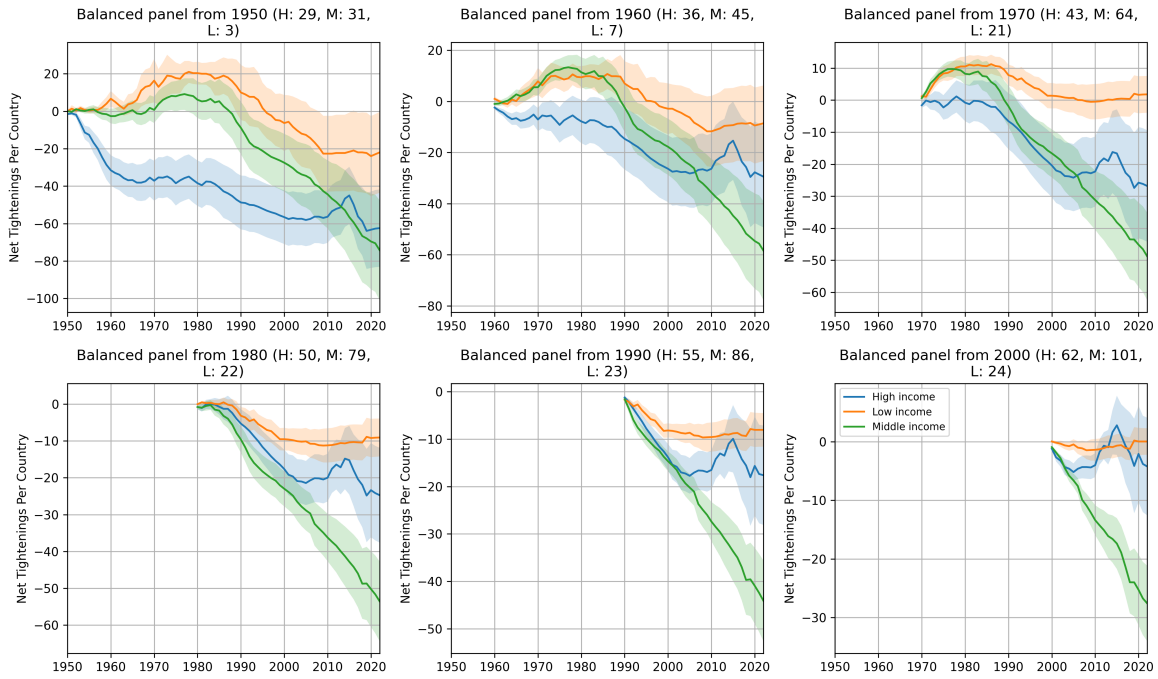 Balanced panel from 1950 (H: 29, M: 31,
L: 3)
Net Tightenings Per Country
20
0
−20
−40
−60
−80
−100
1950 1960 1970 1980 1990 2000 2010 2020
Balanced panel from 1960 (H: 36, M: 45,
L: 7)
Net Tightenings Per Country
20
0
−20
−40
−60
−80
1950 1960 1970 1980 1990 2000 2010 2020
Balanced panel from 1970 (H: 43, M: 64,
L: 21)
Net Tightenings Per Country
10
0
−10
−20
−30
−40
−50
−60
1950 1960 1970 1980 1990 2000 2010 2020
Balanced panel from 1980 (H: 50, M: 79,
L: 22)
Net Tightenings Per Country
0
−10
−20
−30
−40
−50
−60
1950 1960 1970 1980 1990 2000 2010 2020
Balanced panel from 1990 (H: 55, M: 86,
L: 23)
Net Tightenings Per Country
0
−10
−20
−30
−40
−50
1950 1960 1970 1980 1990 2000 2010 2020
Balanced panel from 2000 (H: 62, M: 101,
L: 24)
Net Tightenings Per Country
High income
Low income
Middle income
0
−10
−20
−30
1950 1960 1970 1980 1990 2000 2010 2020